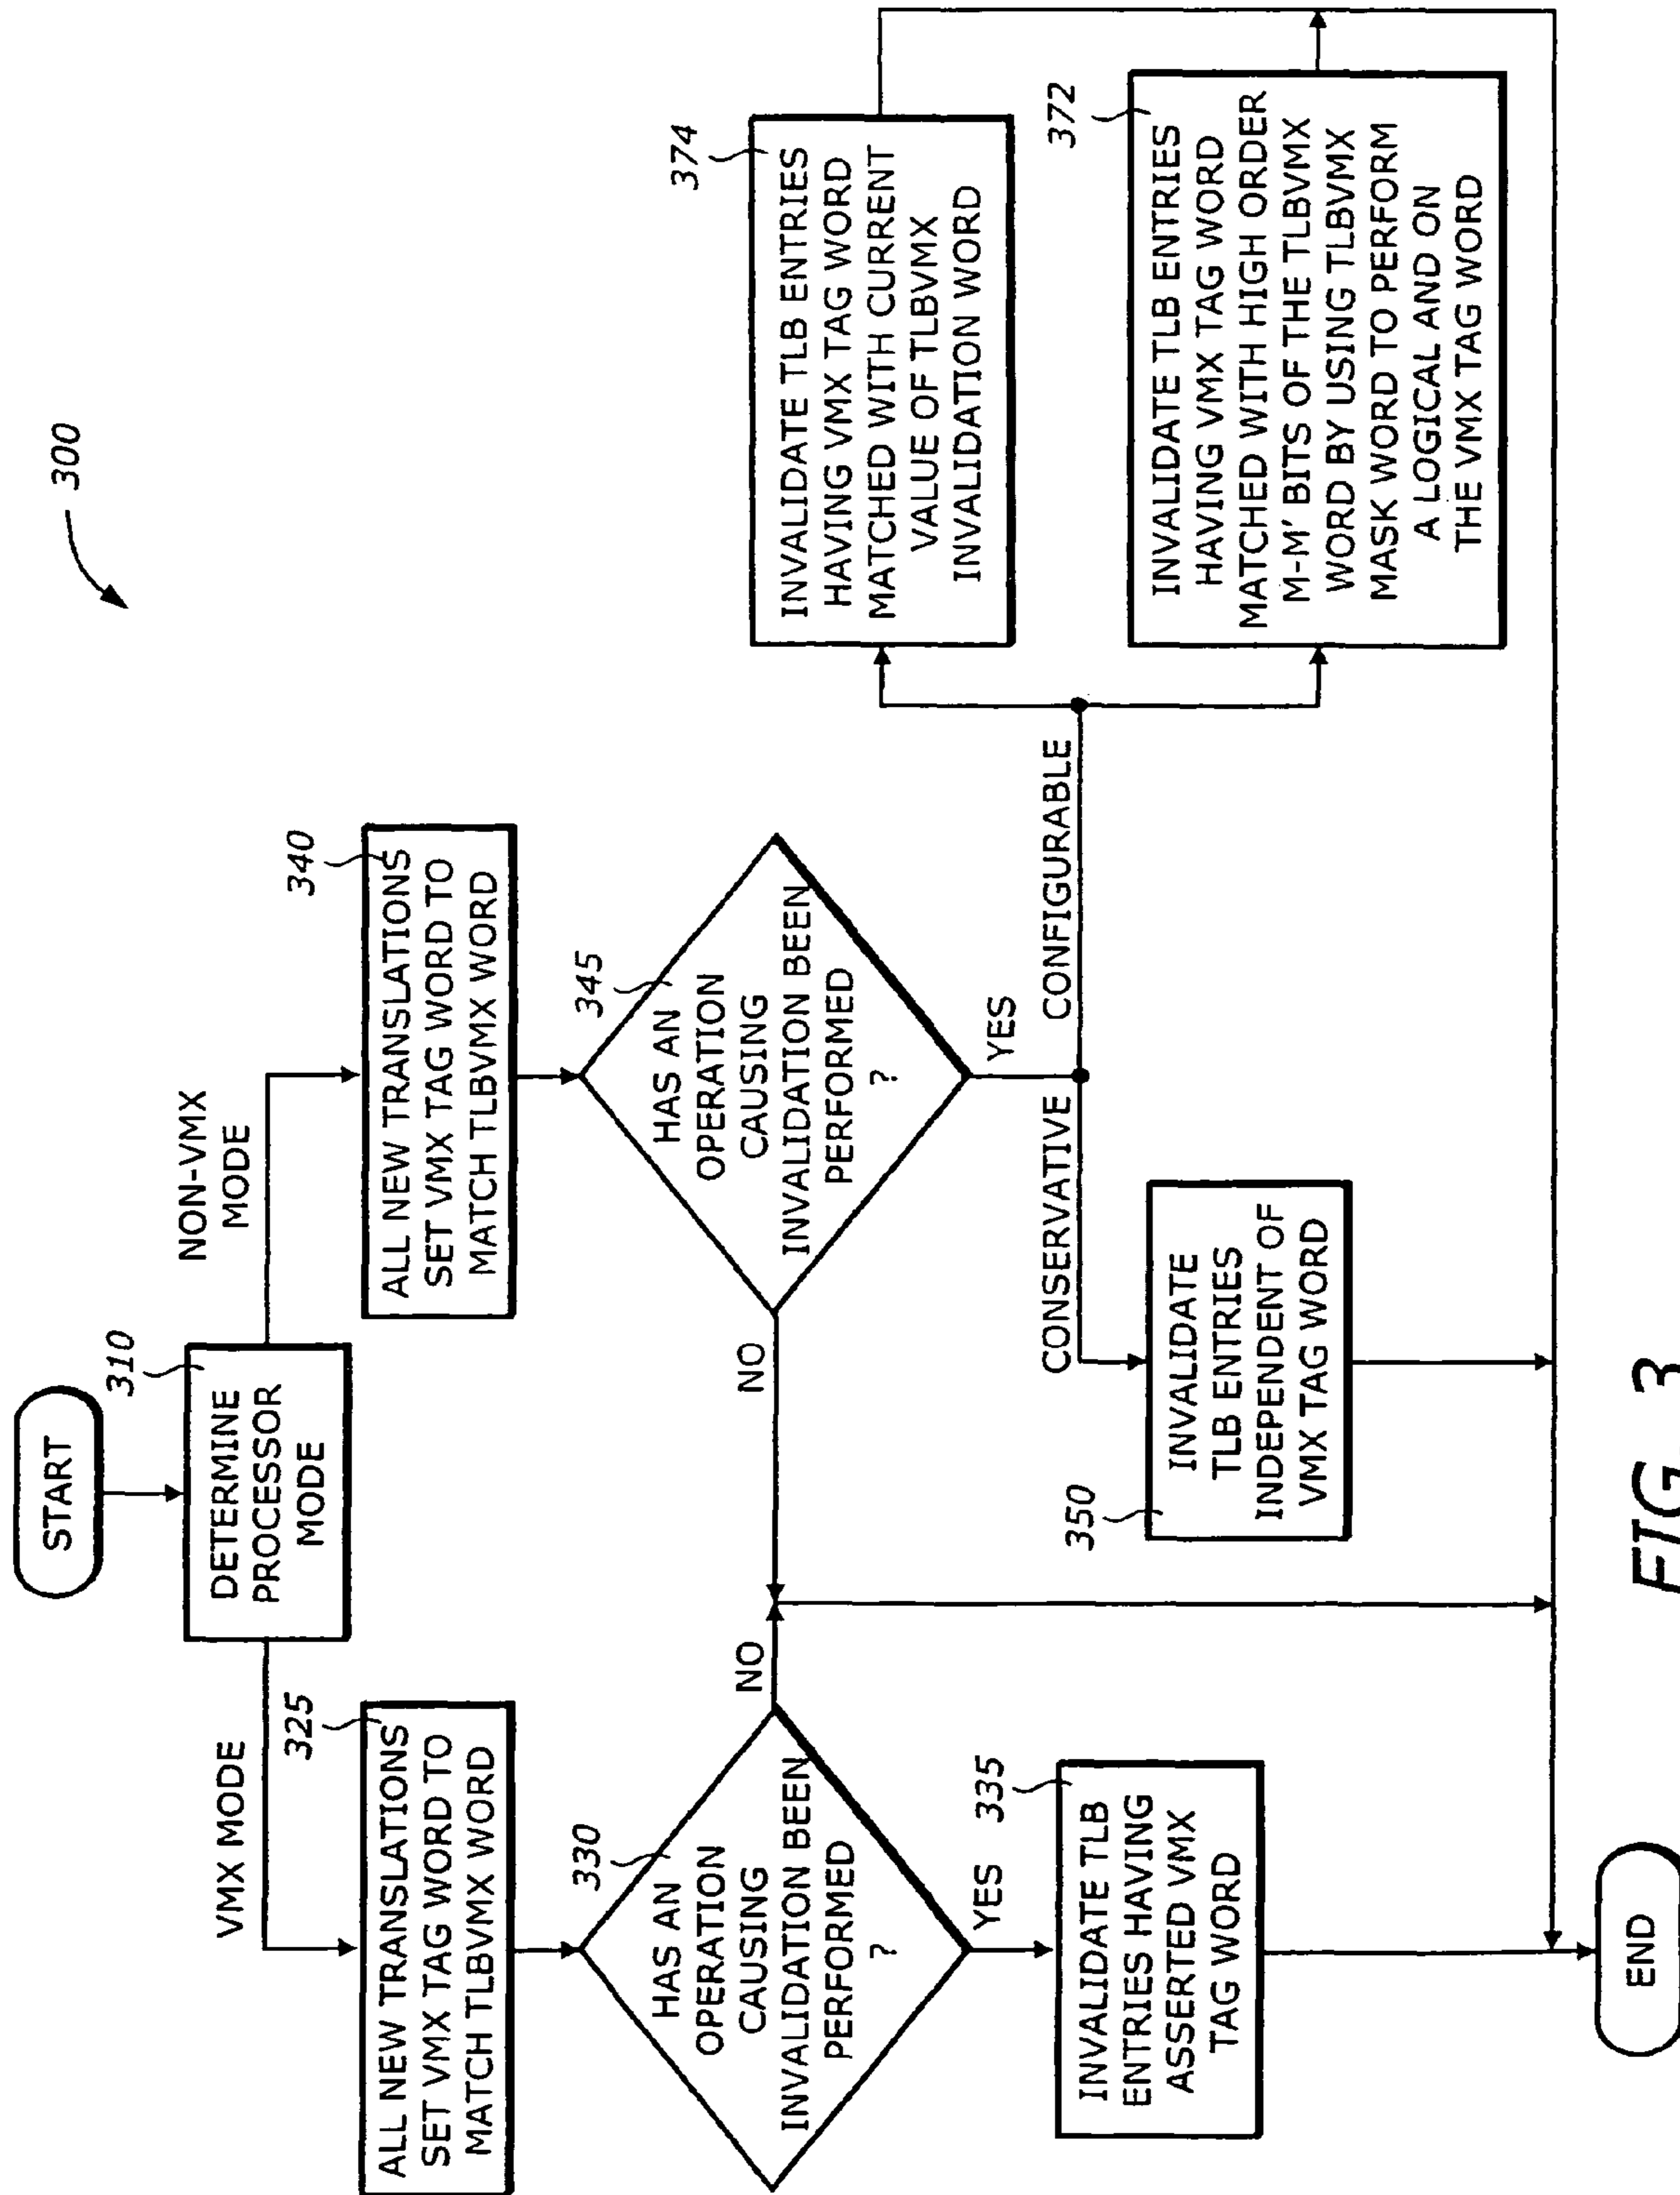 300
START
310
DETERMINE
PROCESSOR
MODE
VMX MODE
NON-VMX
MODE
325
ALL NEW TRANSLATIONS
SET VMX TAG WORD TO
MATCH TLBVMX WORD
340
ALL NEW TRANSLATIONS
SET VMX TAG WORD TO
MATCH TLBVMX WORD
330
HAS AN
OPERATION
CAUSING
INVALIDATION BEEN
PERFORMED
?
NO
YES
345
HAS AN
OPERATION
CAUSING
INVALIDATION BEEN
PERFORMED
?
NO
YES
335
INVALIDATE TLB
ENTRIES HAVING
ASSERTED VMX
TAG WORD
CONSERVATIVE
CONFIGURABLE
350
INVALIDATE
TLB ENTRIES
INDEPENDENT OF
VMX TAG WORD
374
INVALIDATE TLB ENTRIES
HAVING VMX TAG WORD
MATCHED WITH CURRENT
VALUE OF TLBVMX
INVALIDATION WORD
372
INVALIDATE TLB ENTRIES
HAVING VMX TAG WORD
MATCHED WITH HIGH ORDER
M-M' BITS OF THE TLBVMX
WORD BY USING TLBVMX
MASK WORD TO PERFORM
A LOGICAL AND ON
THE VMX TAG WORD
END
FIG. 3